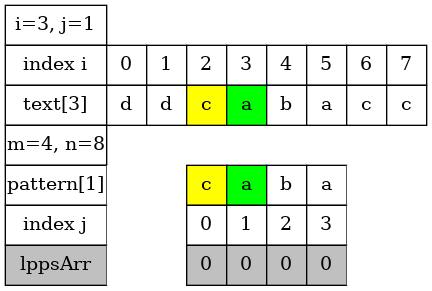 i=3, j=1
index i 0 1 2 3 4 5 6 7
text[3] d d c a b a c c
m=4, n=8
pattern[1] c a b a
index j 0 1 2 3
lppsArr 0 0 0 0